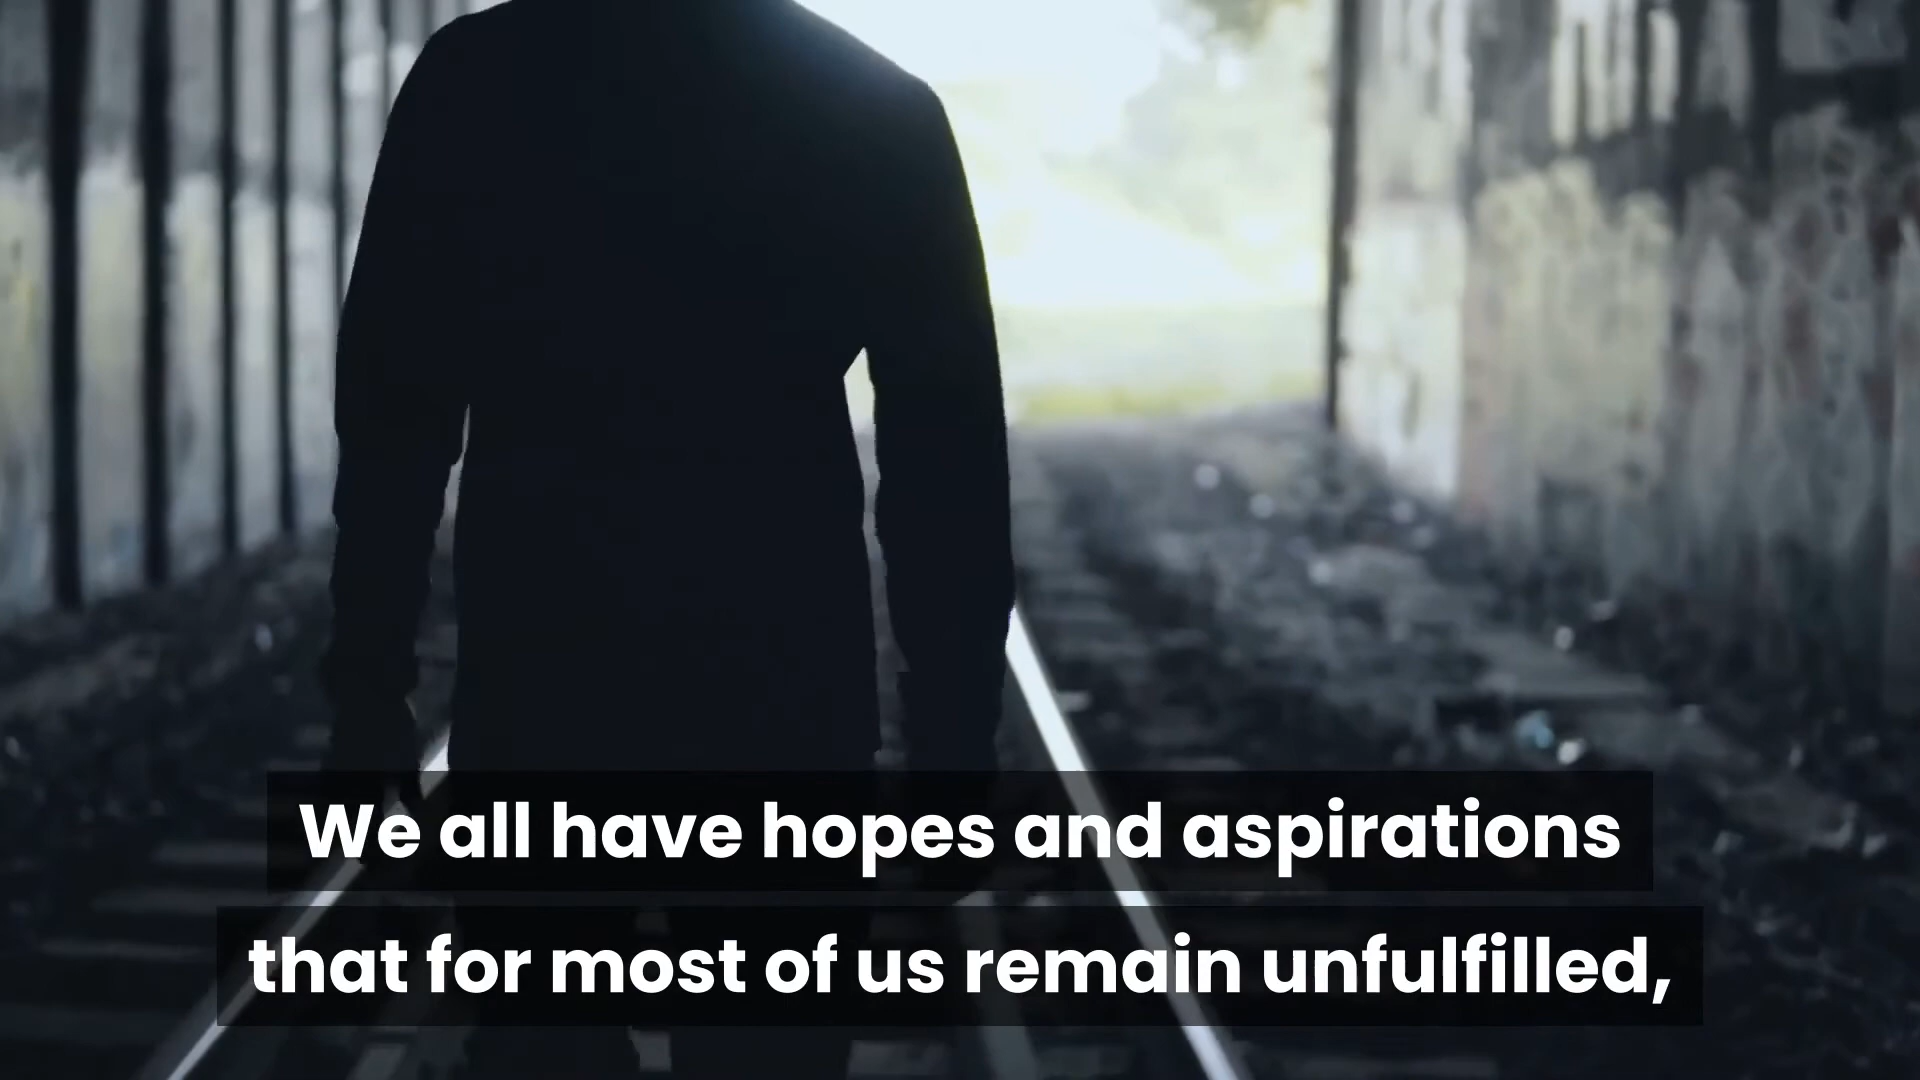 We all have hopes and aspirations
that for most of us remain unfulfilled,